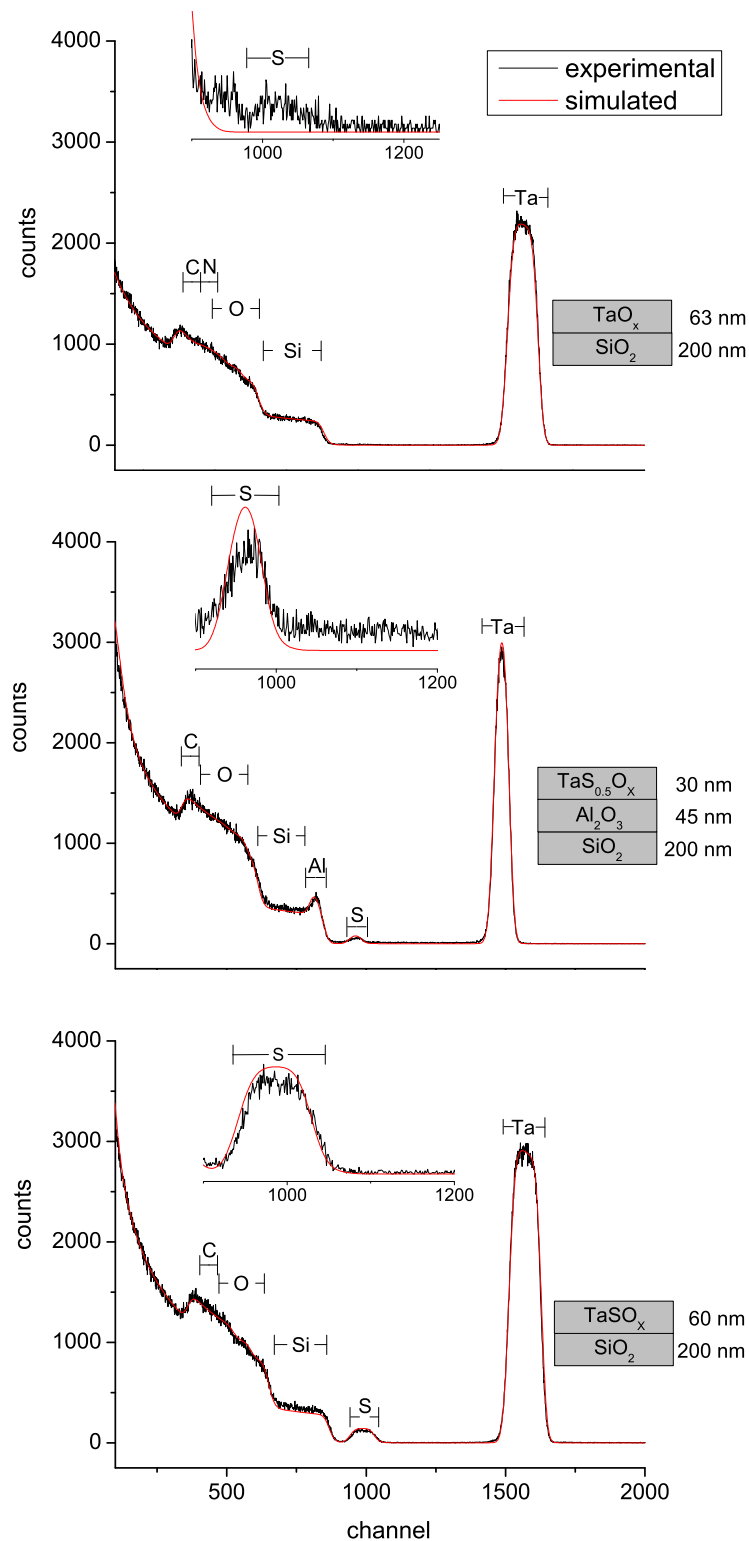 4000
3000
2000
1000
0
counts
S
1000 1200
experimental
simulated
C N
O
Si
Ta
TaOₓ 63 nm
SiO₂ 200 nm
4000
3000
2000
1000
0
counts
S
1000 1200
C
O
Si
Al
S
Ta
TaS₀.₅Oₓ 30 nm
Al₂O₃ 45 nm
SiO₂ 200 nm
4000
3000
2000
1000
0
counts
S
1000 1200
C
O
Si
S
Ta
TaSOₓ 60 nm
SiO₂ 200 nm
500 1000 1500 2000
channel